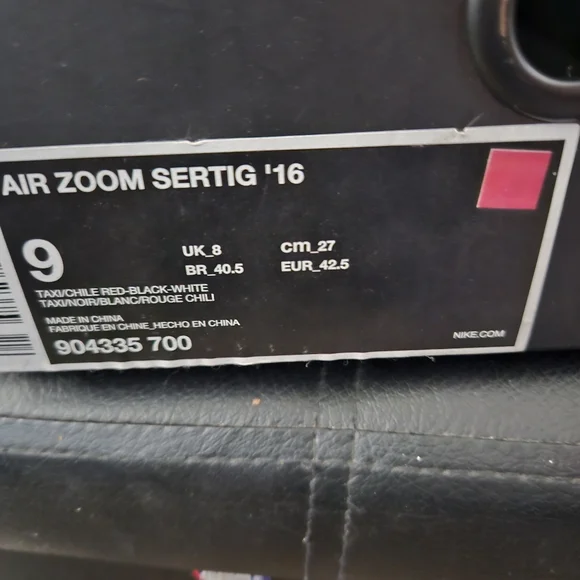 AIR ZOOM SERTIG '16
9
UK_8 cm_27
BR_40.5 EUR_42.5
TAXI/CHILE RED-BLACK-WHITE
TAXI/NOIR/BLANC/ROUGE CHILI
MADE IN CHINA
FABRIQUE EN CHINE_HECHO EN CHINA
904335 700
NIKE.COM